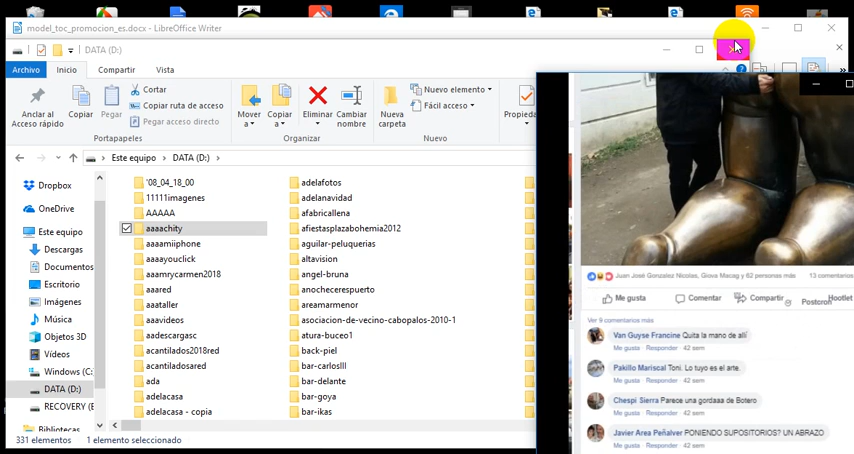 model_toc_promocion_es.docx - LibreOffice Writer
DATA (D:)
Archivo Inicio Compartir Vista
Anclar al Acceso rápido
Copiar
Pegar
Cortar
Copiar ruta de acceso
Pegar acceso directo
Portapapeles
Mover a
Copiar a
Eliminar
Cambiar nombre
Organizar
Nueva carpeta
Nuevo elemento
Fácil acceso
Nuevo
Propieda
Este equipo > DATA (D:) >
Dropbox
OneDrive
Este equipo
Descargas
Documentos
Escritorio
Imágenes
Música
Objetos 3D
Vídeos
Windows (C:
DATA (D:)
RECOVERY (E
Bibliotecas
'08_04_18_00
11111imagenes
AAAAA
aaaachity
aaaamiiphone
aaaayouclick
aaamrycarmen2018
aaared
aaataller
aaavideos
aadescargasc
acantilados2018red
acantiladosared
ada
adelacasa
adelacasa - copia
adelafotos
adelanavidad
afabricallena
afiestasplazabohemia2012
aguilar-peluquerias
altavision
angel-bruna
anochecerespuerto
areamarmenor
asociacion-de-vecino-cabopalos-2010-1
atura-buceo1
back-piel
bar-carlosIII
bar-delante
bar-goya
bar-ikas
331 elementos 1 elemento seleccionado
Juan José Gonzalez Nicolas, Giova Macag y 62 personas más 13 comentarios
Me gusta Comentar Compartir Hootlet
Ver 9 comentarios más
Van Guyse Francine Quita la mano de allí
Me gusta Responder 42 sem
Pakillo Mariscal Toni. Lo tuyo es el arte.
Me gusta Responder 42 sem
Chespi Sierra Parece una gordaaa de Botero
Me gusta Responder 42 sem
Javier Area Peñalver PONIENDO SUPOSITORIOS? UN ABRAZO
Me gusta Responder 42 sem